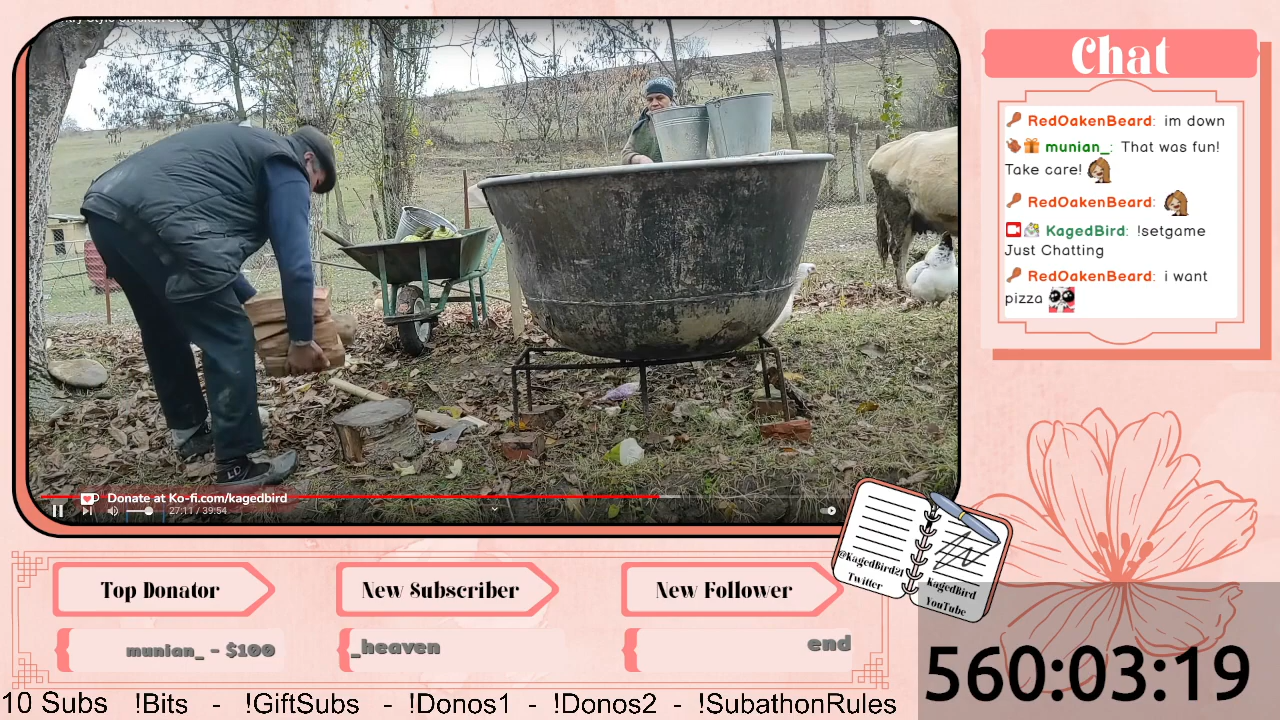 Chat
RedOakenBeard: im down
munian_: That was fun!
Take care!
RedOakenBeard:
KagedBird: !setgame
Just Chatting
RedOakenBeard: i want
pizza
Donate at Ko-fi.com/kagedbird
27:11 / 39:54
@KagedBird21
Twitter
KagedBird
YouTube
Top Donator
New Subscriber
New Follower
munian_ - $100
_heaven
end
560:03:19
10 Subs !Bits - !GiftSubs - !Donos1 - !Donos2 - !SubathonRules